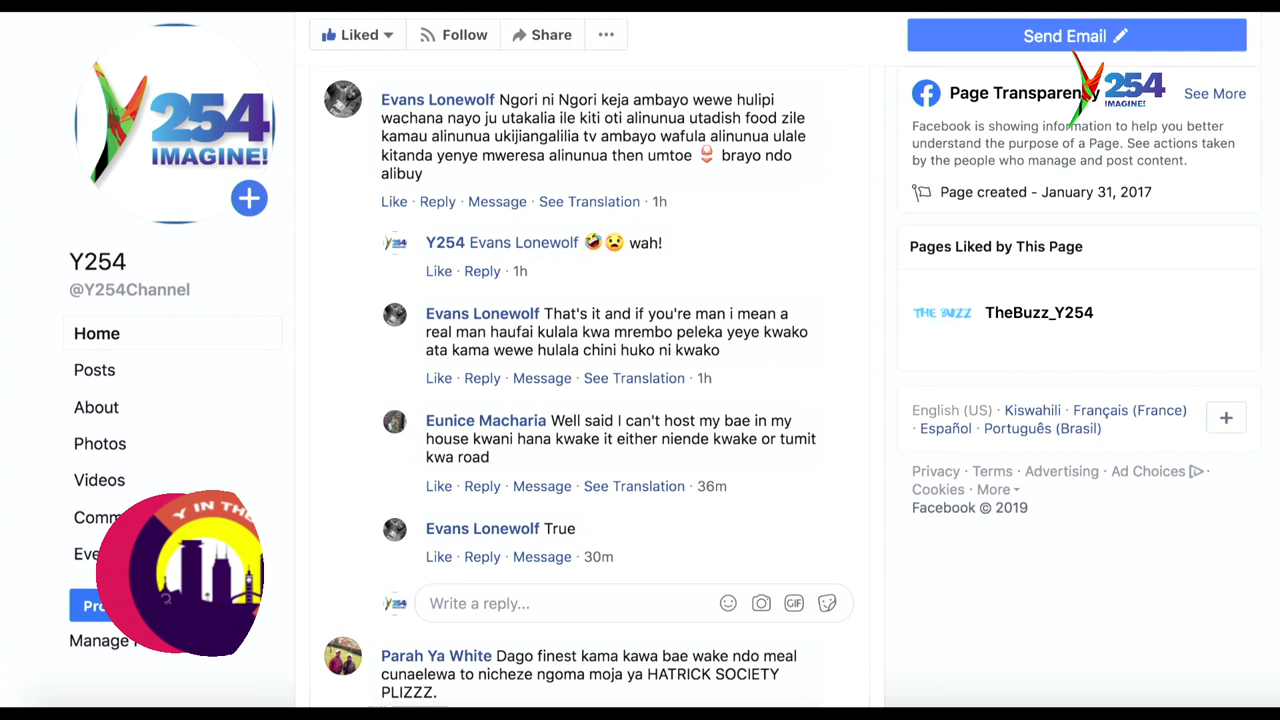 Liked
Follow
Share
Send Email
254
IMAGINE!
Y254
@Y254Channel
Home
Posts
About
Photos
Videos
Y IN THE
Evans Lonewolf Ngori ni Ngori keja ambayo wewe hulipi
wachana nayo ju utakalia ile kiti oti alinunua utadish food zile
kamau alinunua ukijiangalilia tv ambayo wafula alinunua ulale
kitanda yenye mweresa alinunua then umtoe 👙 brayo ndo
alibuy
Like · Reply · Message · See Translation · 1h
Y254 Evans Lonewolf 🤣😧 wah!
Like · Reply · 1h
Evans Lonewolf That's it and if you're man i mean a
real man haufai kulala kwa mrembo peleka yeye kwako
ata kama wewe hulala chini huko ni kwako
Like · Reply · Message · See Translation · 1h
Eunice Macharia Well said I can't host my bae in my
house kwani hana kwake it either niende kwake or tumit
kwa road
Like · Reply · Message · See Translation · 36m
Evans Lonewolf True
Like · Reply · Message · 30m
Y254
Write a reply...
GIF
Parah Ya White Dago finest kama kawa bae wake ndo meal
cunaelewa to nicheze ngoma moja ya HATRICK SOCIETY
PLIZZZ.
Page Transparency
See More
254
IMAGINE!
Facebook is showing information to help you better
understand the purpose of a Page. See actions taken
by the people who manage and post content.
Page created - January 31, 2017
Pages Liked by This Page
THE BUZZ TheBuzz_Y254
English (US) · Kiswahili · Français (France)
· Español · Português (Brasil)
Privacy · Terms · Advertising · Ad Choices ·
Cookies · More
Facebook © 2019